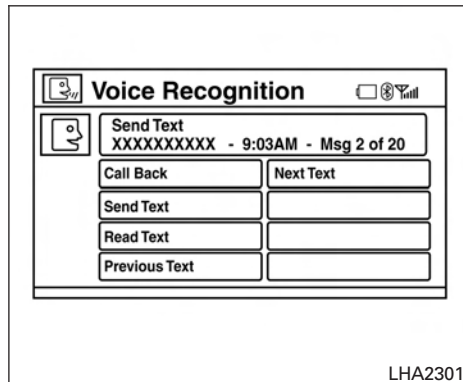 Voice Recognition
Send Text
XXXXXXXXXX - 9:03AM - Msg 2 of 20
Call Back Next Text
Send Text
Read Text
Previous Text
LHA2301